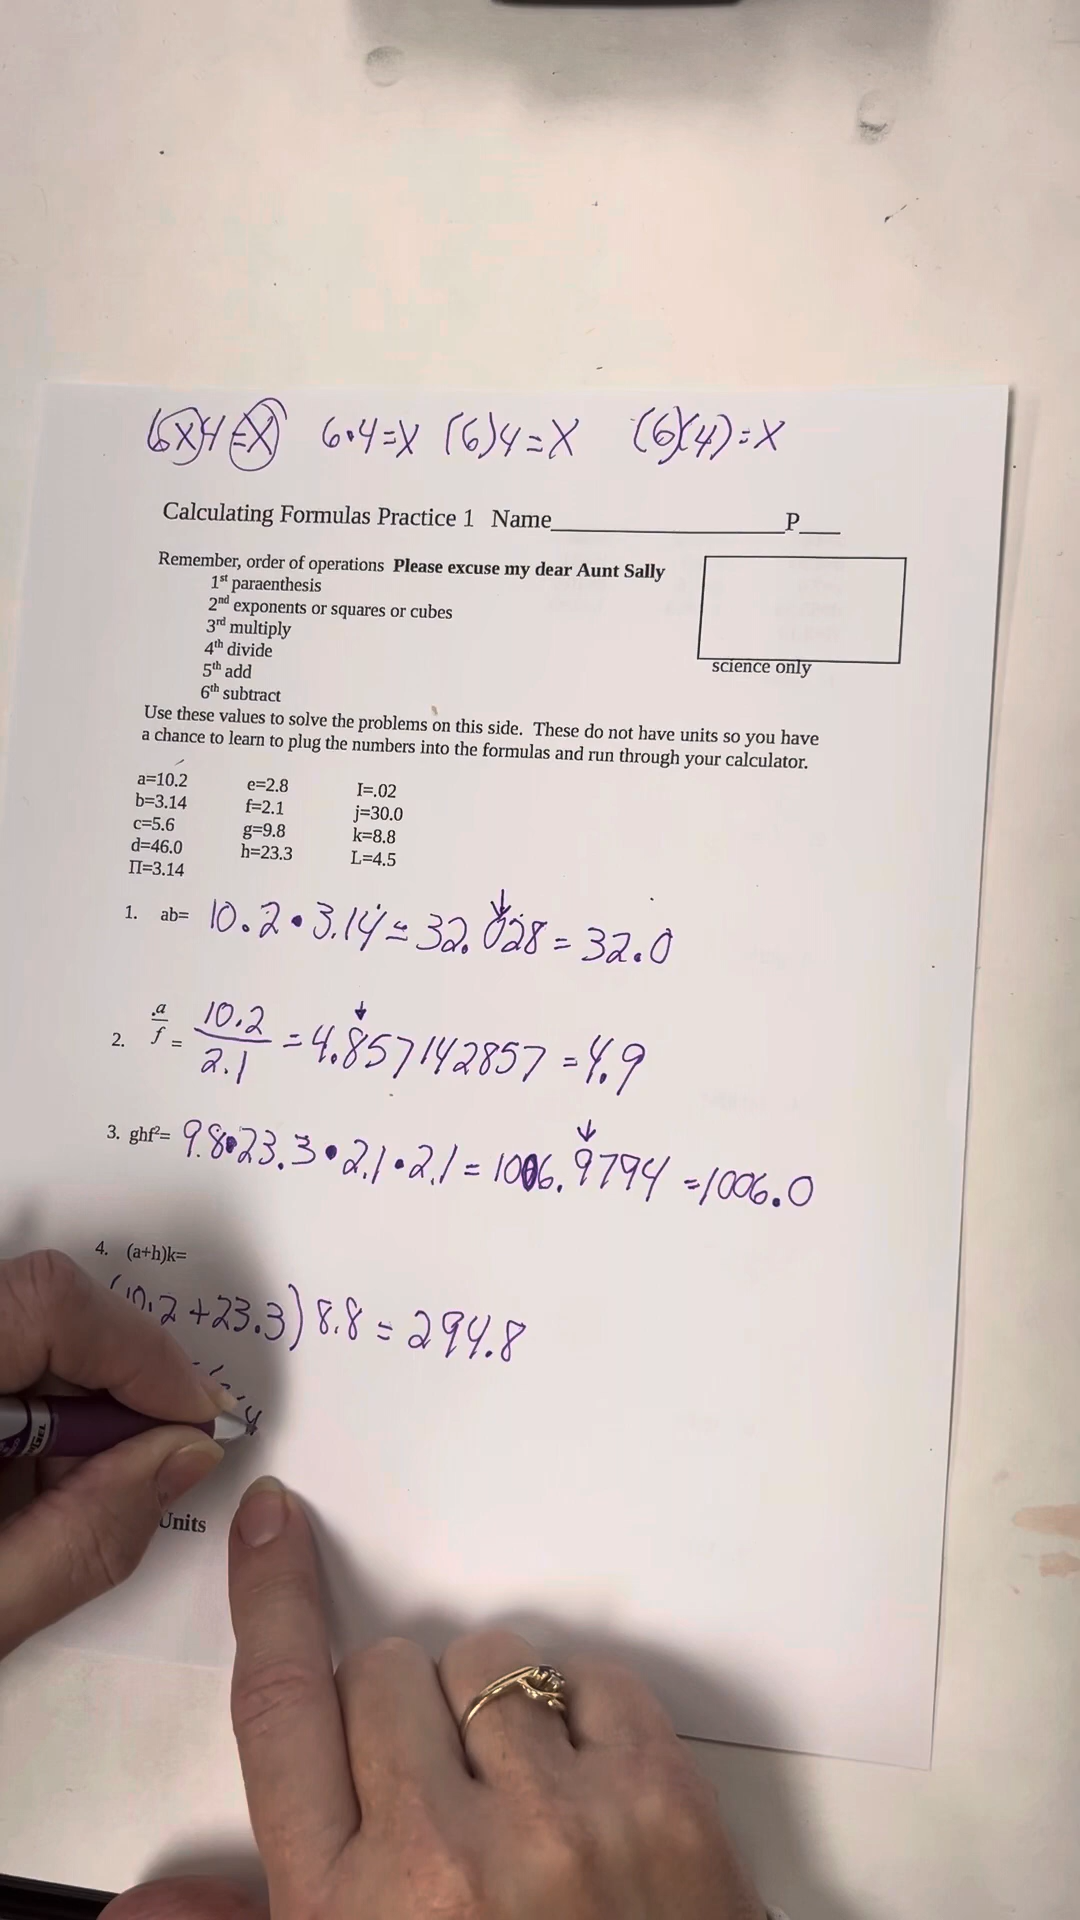 6x4=X 6•4=X (6)4=X (6)(4)=X
Calculating Formulas Practice 1 Name____________________P___
Remember, order of operations Please excuse my dear Aunt Sally
1st paraenthesis
2nd exponents or squares or cubes
3rd multiply
4th divide
5th add
6th subtract
science only
Use these values to solve the problems on this side. These do not have units so you have
a chance to learn to plug the numbers into the formulas and run through your calculator.
a=10.2 e=2.8 I=.02
b=3.14 f=2.1 j=30.0
c=5.6 g=9.8 k=8.8
d=46.0 h=23.3 L=4.5
Π=3.14
1. ab= 10.2•3.14=32.028=32.0
2. a/f = 10.2/2.1 =4.857142857=4.9
3. ghf²= 9.8•23.3•2.1•2.1=1006.9794=1006.0
4. (a+h)k=
(10.2+23.3)8.8=294.8
Units